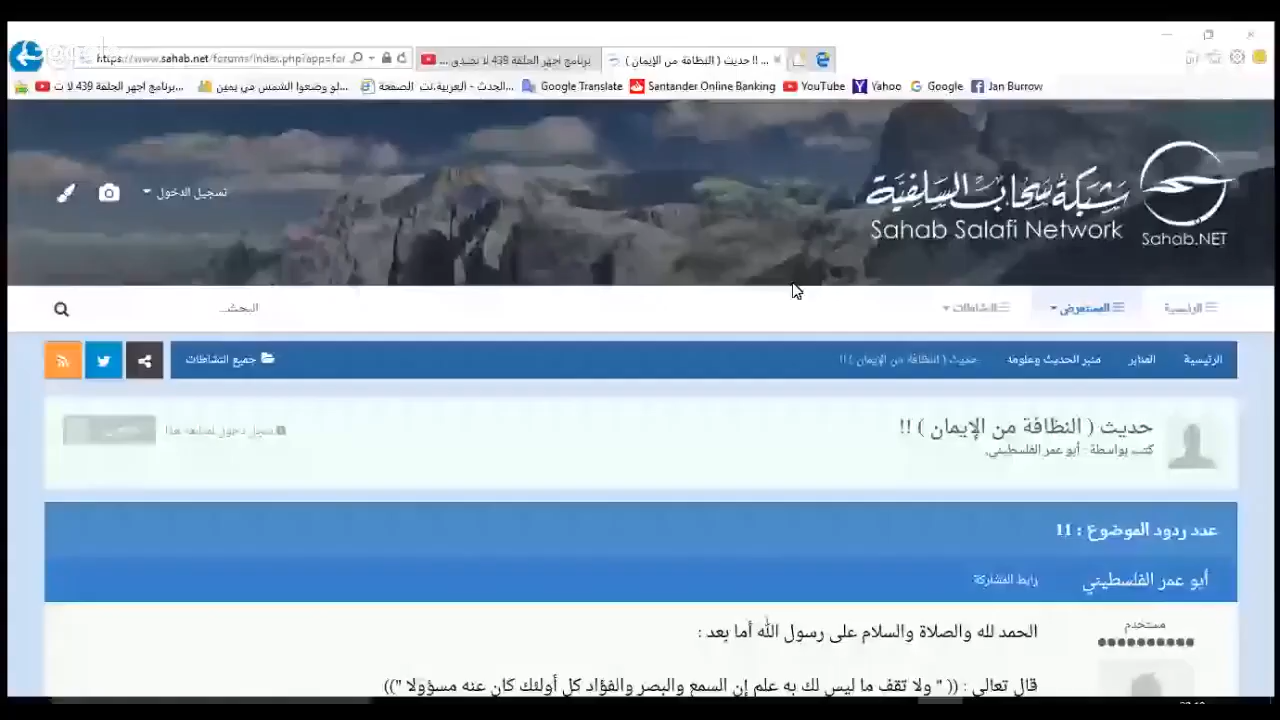 https://www.sahab.net/forums/index.php?app=for
برنامج اجهر الحلقة 439 لا تصدق ...
... !! حديث ( النظافة من الإيمان )
برنامج اجهر الحلقة 439 لا ت...
...لو وضعوا الشمس في يمين
الحدث - العربية.نت الصفحة...
Google Translate
Santander Online Banking
YouTube
Yahoo
Google
Jan Burrow
شبكة سحاب السلفية
Sahab Salafi Network
Sahab.NET
تسجيل الدخول
الرئيسية
المستعرض
النشاطات
البحث...
الرئيسية
المنابر
منبر الحديث وعلومه
حديث ( النظافة من الإيمان ) !!
جميع النشاطات
حديث ( النظافة من الإيمان ) !!
كتب بواسطة : أبو عمر الفلسطيني,
عدد ردود الموضوع : 11
أبو عمر الفلسطيني
رابط المشاركة
مستخدم
الحمد لله والصلاة والسلام على رسول الله أما بعد :
قال تعالى : (( " ولا تقف ما ليس لك به علم إن السمع والبصر والفؤاد كل أولئك كان عنه مسؤولا "))